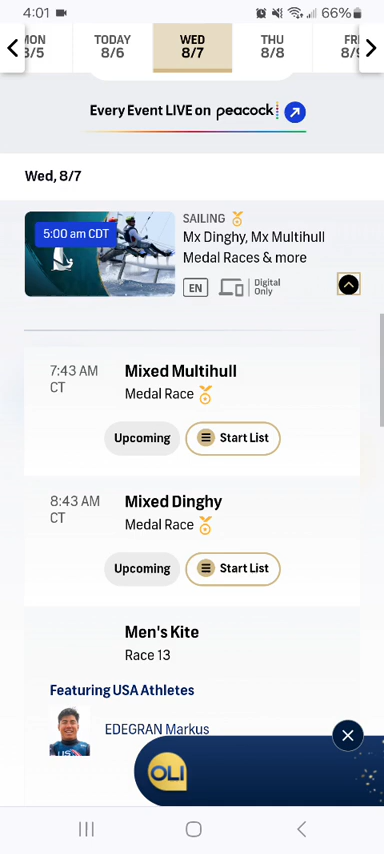 4:01 66%
MON TODAY WED THU FRI
8/5 8/6 8/7 8/8 8/9
Every Event LIVE on peacock
Wed, 8/7
5:00 am CDT
SAILING
Mx Dinghy, Mx Multihull
Medal Races & more
EN Digital
Only
7:43 AM
CT
Mixed Multihull
Medal Race
Upcoming Start List
8:43 AM
CT
Mixed Dinghy
Medal Race
Upcoming Start List
Men's Kite
Race 13
Featuring USA Athletes
EDEGRAN Markus
US
OLI